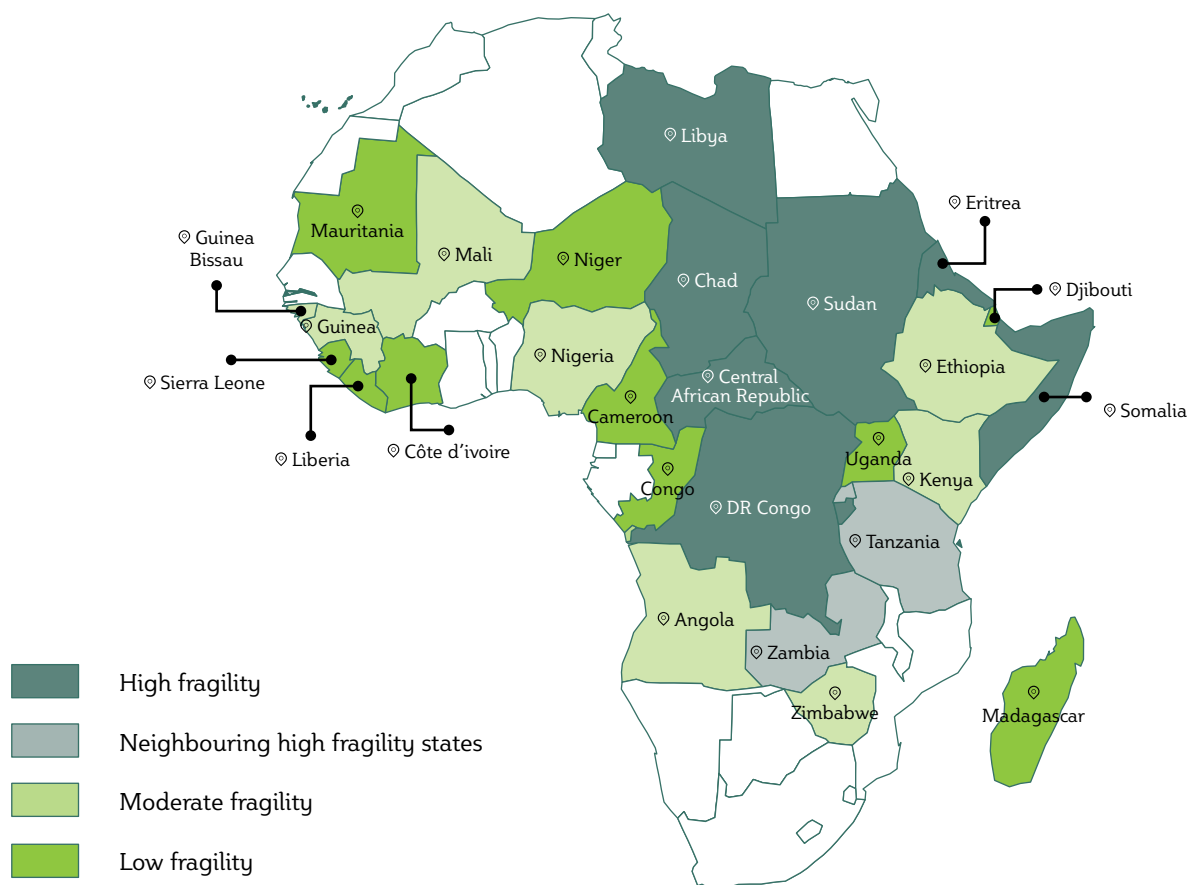 Libya
Eritrea
Guinea
Bissau
Mauritania
Mali
Niger
Chad
Sudan
Djibouti
Guinea
Nigeria
Ethiopia
Sierra Leone
Central
African Republic
Cameroon
Somalia
Liberia
Côte d'ivoire
Uganda
Kenya
Congo
DR Congo
Tanzania
Angola
Zambia
Zimbabwe
Madagascar
High fragility
Neighbouring high fragility states
Moderate fragility
Low fragility